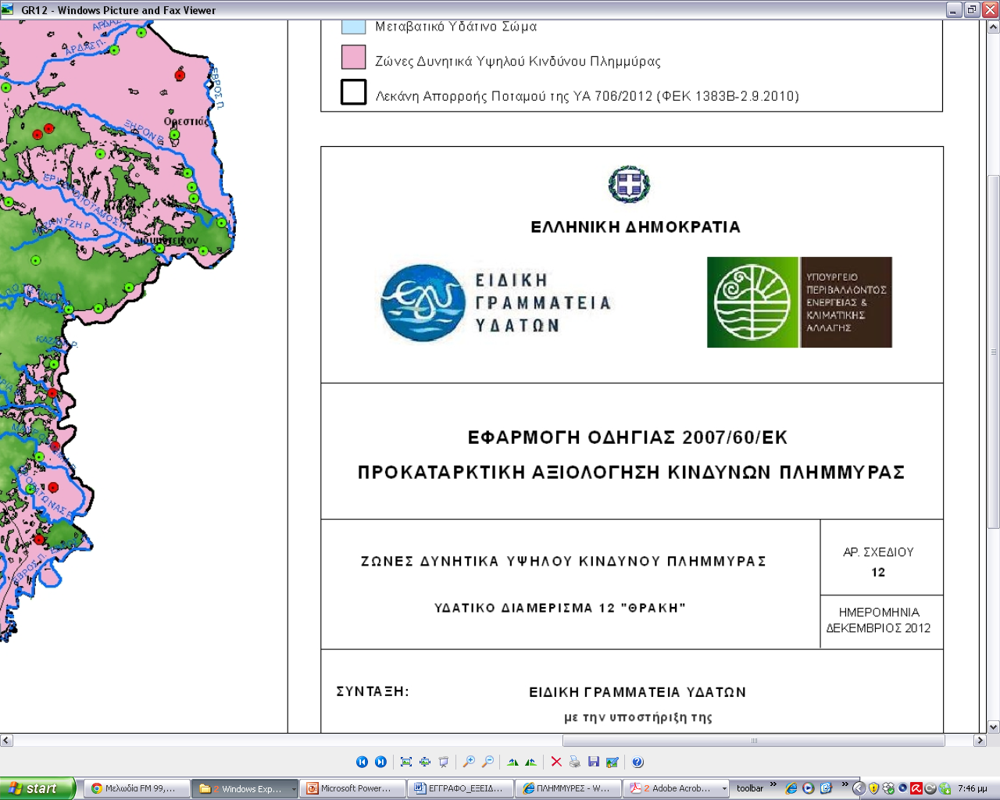 GR12 - Windows Picture and Fax Viewer
Μεταβατικό Υδάτινο Σώμα
Ζώνες Δυνητικά Υψηλού Κινδύνου Πλημμύρας
Λεκάνη Απορροής Ποταμού της ΥΑ 706/2012 (ΦΕΚ 1383Β-2.9.2010)
ΑΡΔΑΣ Π.
ΕΒΡΟΣ Π.
Ορεστιάς
ΞΗΡΟΝ Ρ.
Διδυμότειχον
ΕΛΛΗΝΙΚΗ ΔΗΜΟΚΡΑΤΙΑ
ΕΙΔΙΚΗ
ΓΡΑΜΜΑΤΕΙΑ
ΥΔΑΤΩΝ
ΥΠΟΥΡΓΕΙΟ
ΠΕΡΙΒΑΛΛΟΝΤΟΣ
ΕΝΕΡΓΕΙΑΣ &
ΚΛΙΜΑΤΙΚΗΣ
ΑΛΛΑΓΗΣ
ΕΦΑΡΜΟΓΗ ΟΔΗΓΙΑΣ 2007/60/ΕΚ
ΠΡΟΚΑΤΑΡΚΤΙΚΗ ΑΞΙΟΛΟΓΗΣΗ ΚΙΝΔΥΝΩΝ ΠΛΗΜΜΥΡΑΣ
ΖΩΝΕΣ ΔΥΝΗΤΙΚΑ ΥΨΗΛΟΥ ΚΙΝΔΥΝΟΥ ΠΛΗΜΜΥΡΑΣ
ΥΔΑΤΙΚΟ ΔΙΑΜΕΡΙΣΜΑ 12 "ΘΡΑΚΗ"
ΑΡ. ΣΧΕΔΙΟΥ
12
ΗΜΕΡΟΜΗΝΙΑ
ΔΕΚΕΜΒΡΙΟΣ 2012
ΣΥΝΤΑΞΗ:
ΕΙΔΙΚΗ ΓΡΑΜΜΑΤΕΙΑ ΥΔΑΤΩΝ
με την υποστήριξη της
ΕΒΡΟΣ Π.
start
Μελωδία FM 99,...
2 Windows Exp...
Microsoft Power...
ΕΓΓΡΑΦΟ_ΕΞΕΙΔ...
ΠΛΗΜΜΥΡΕΣ - W...
2 Adobe Acrob...
toolbar
7:46 μμ